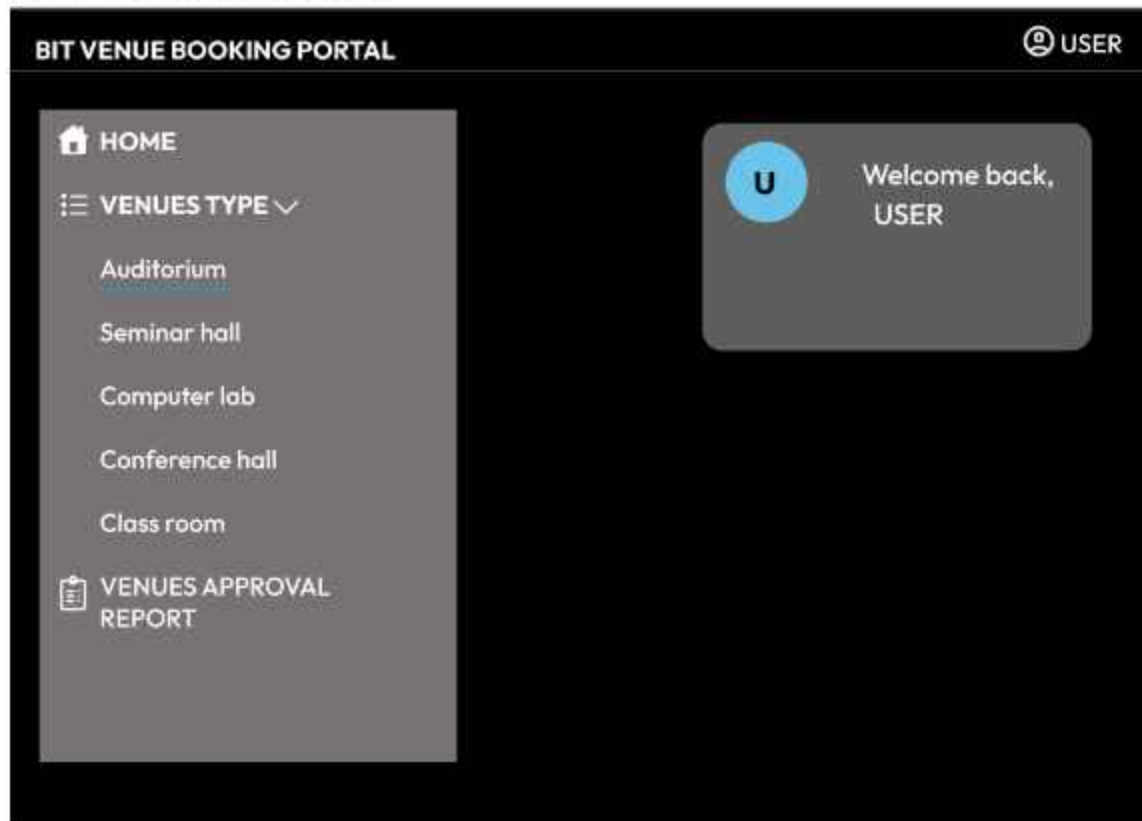 BIT VENUE BOOKING PORTAL
USER
HOME
VENUES TYPE
Auditorium
Seminar hall
Computer lab
Conference hall
Class room
VENUES APPROVAL
REPORT
U
Welcome back,
USER